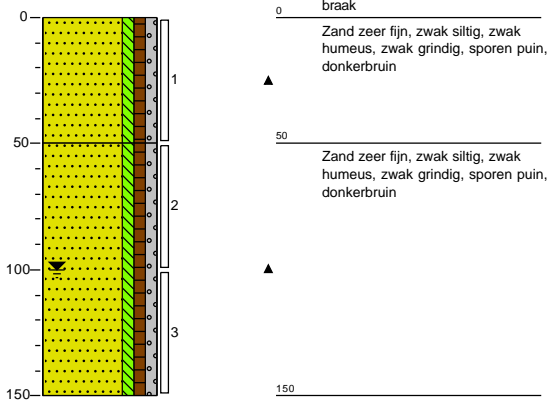 braak
0
0
Zand zeer fijn, zwak siltig, zwak
humeus, zwak grindig, sporen puin,
donkerbruin
1
50
50
Zand zeer fijn, zwak siltig, zwak
humeus, zwak grindig, sporen puin,
donkerbruin
2
100
3
150
150